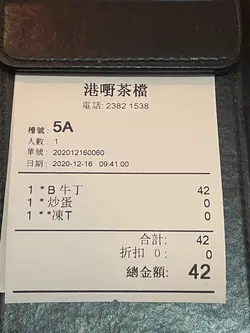 港嘢茶檔
電話: 2382 1538
檯號: 5A
人數: 1
單號: 202012160060
日期: 2020-12-16 09:41:00
1 *B 牛丁 42
1 *炒蛋 0
1 **凍T 0
合計: 42
折扣 0: 0
總金額: 42